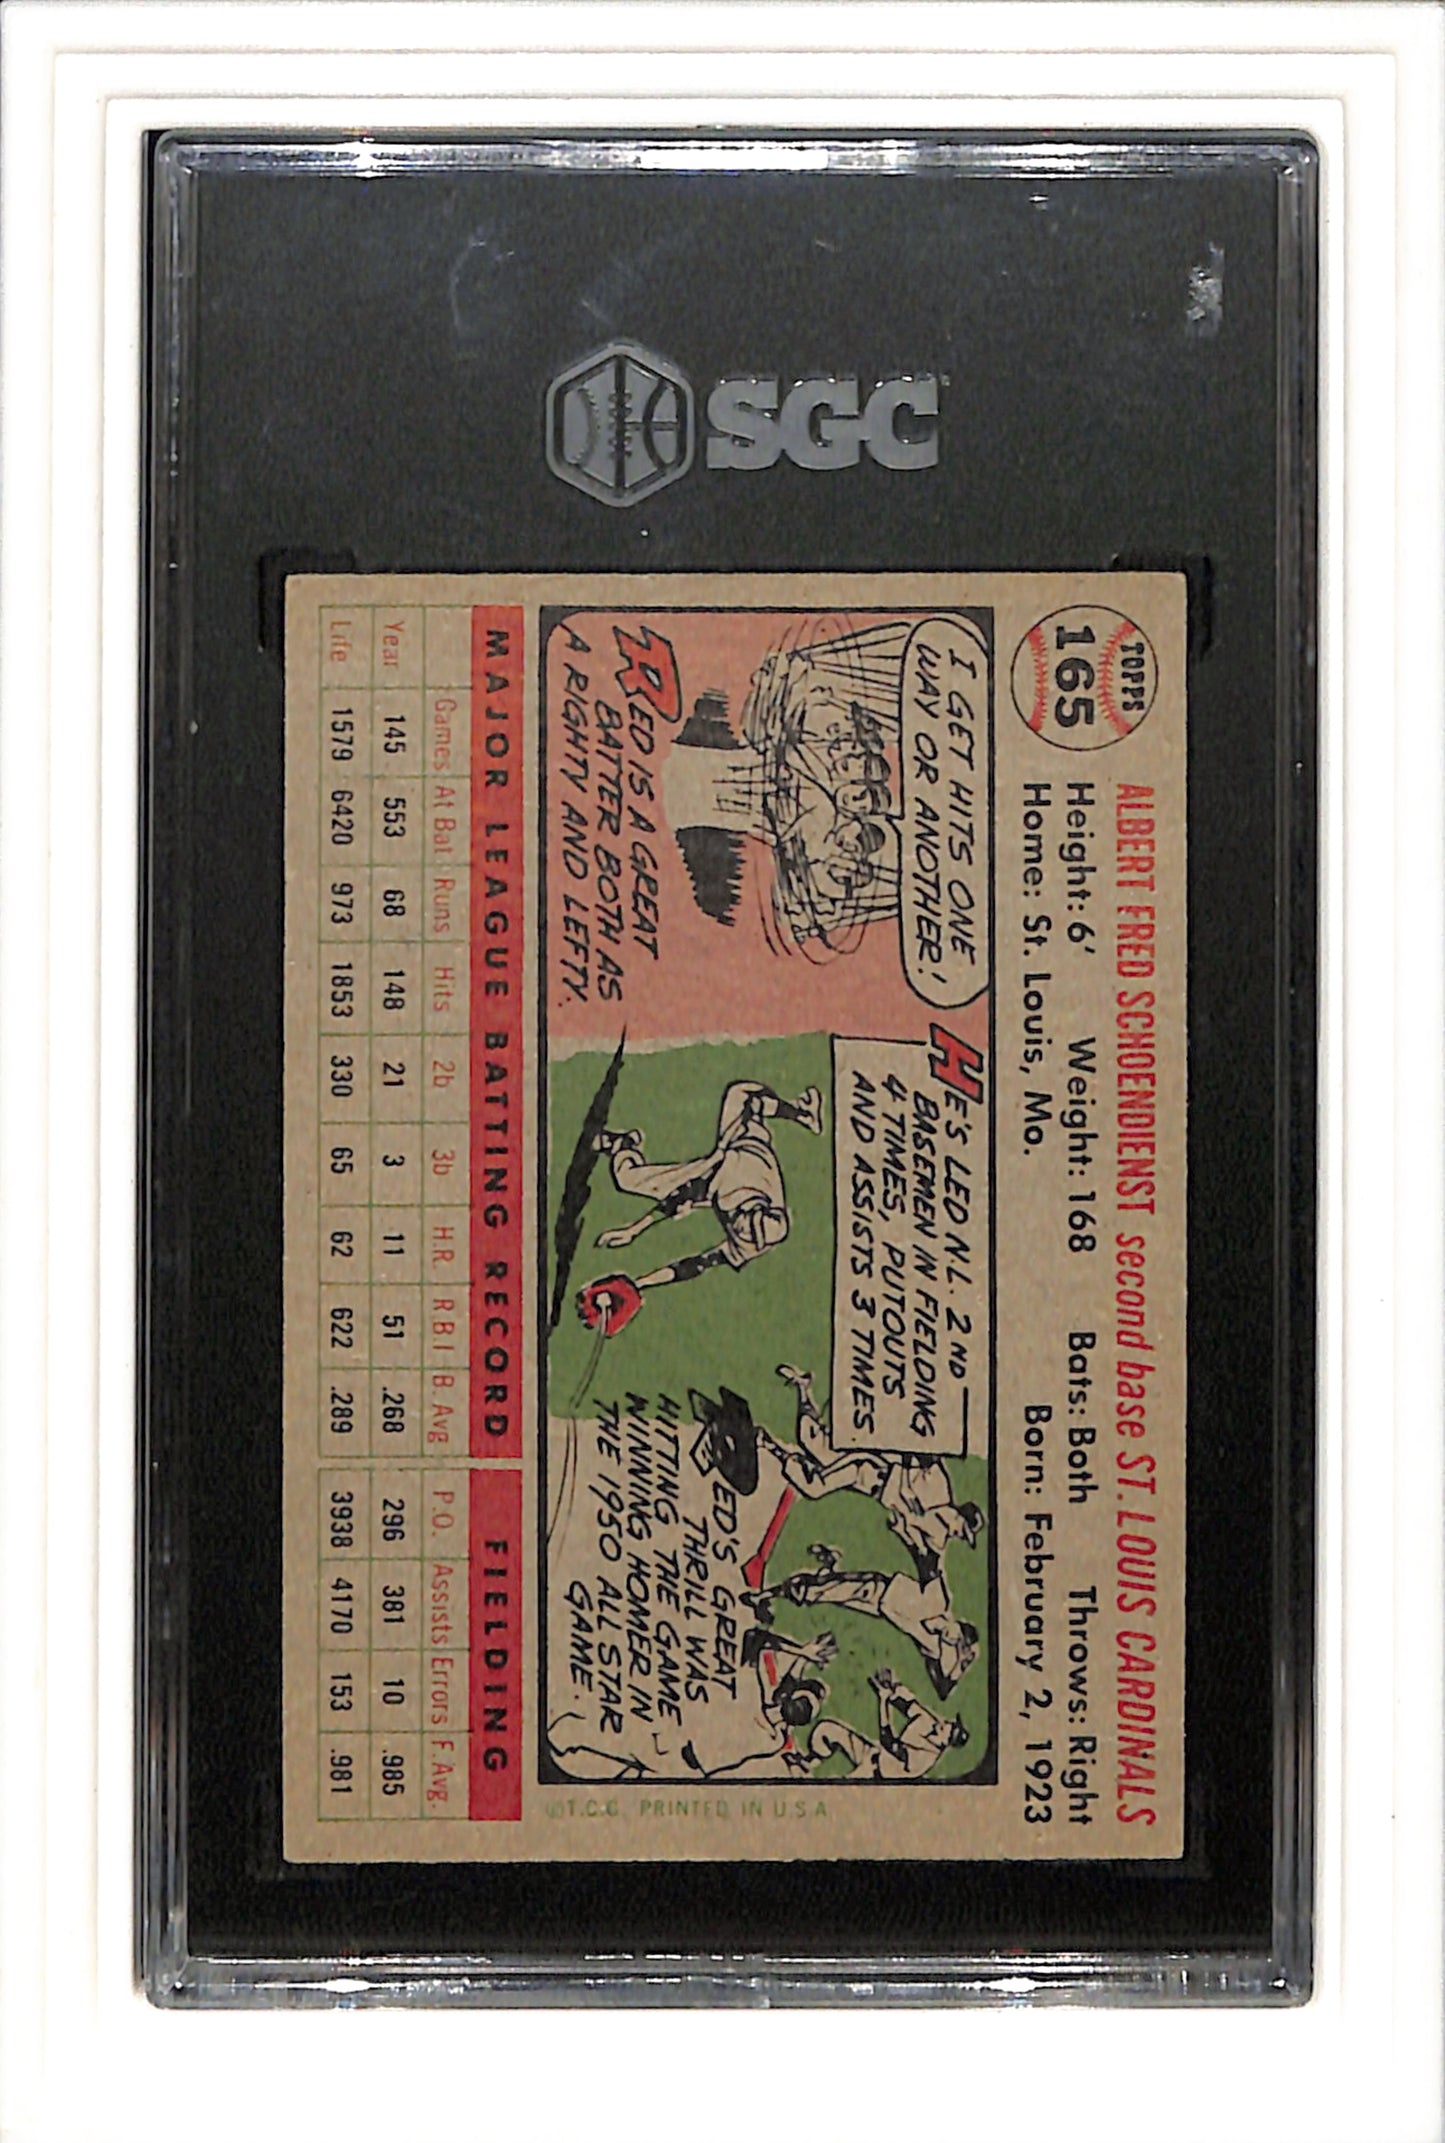 SGC
TOPPS
165
ALBERT FRED SCHOENDIENST second base ST. LOUIS CARDINALS
Height: 6' Weight: 168 Bats: Both Throws: Right
Home: St. Louis, Mo. Born: February 2, 1923
I GET HITS ONE
WAY OR ANOTHER!
RED IS A GREAT
BATTER BOTH AS
A RIGHTY AND LEFTY.
HE'S LED N.L. 2ND
BASEMEN IN FIELDING
4 TIMES, PUTOUTS
AND ASSISTS 3 TIMES.
RED'S GREAT
THRILL WAS
HITTING THE GAME
WINNING HOMER IN
THE 1950 ALL STAR
GAME.
©T.C.G. PRINTED IN U.S.A
MAJOR LEAGUE BATTING RECORD FIELDING
Games At Bat Runs Hits 2b 3b H.R. R.B.I B. Avg P.O. Assists Errors F. Avg.
Year 145 553 68 148 21 3 11 51 .268 296 381 10 .985
Life 1579 6420 973 1853 330 65 62 622 .289 3938 4170 153 .981